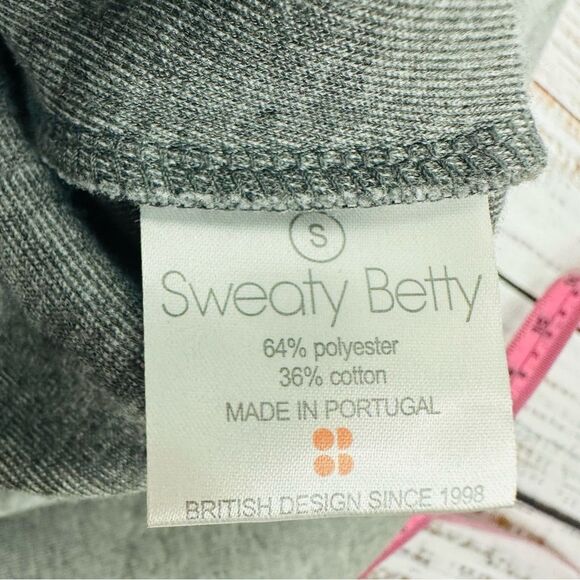 S
Sweaty Betty
64% polyester
36% cotton
MADE IN PORTUGAL
BRITISH DESIGN SINCE 1998